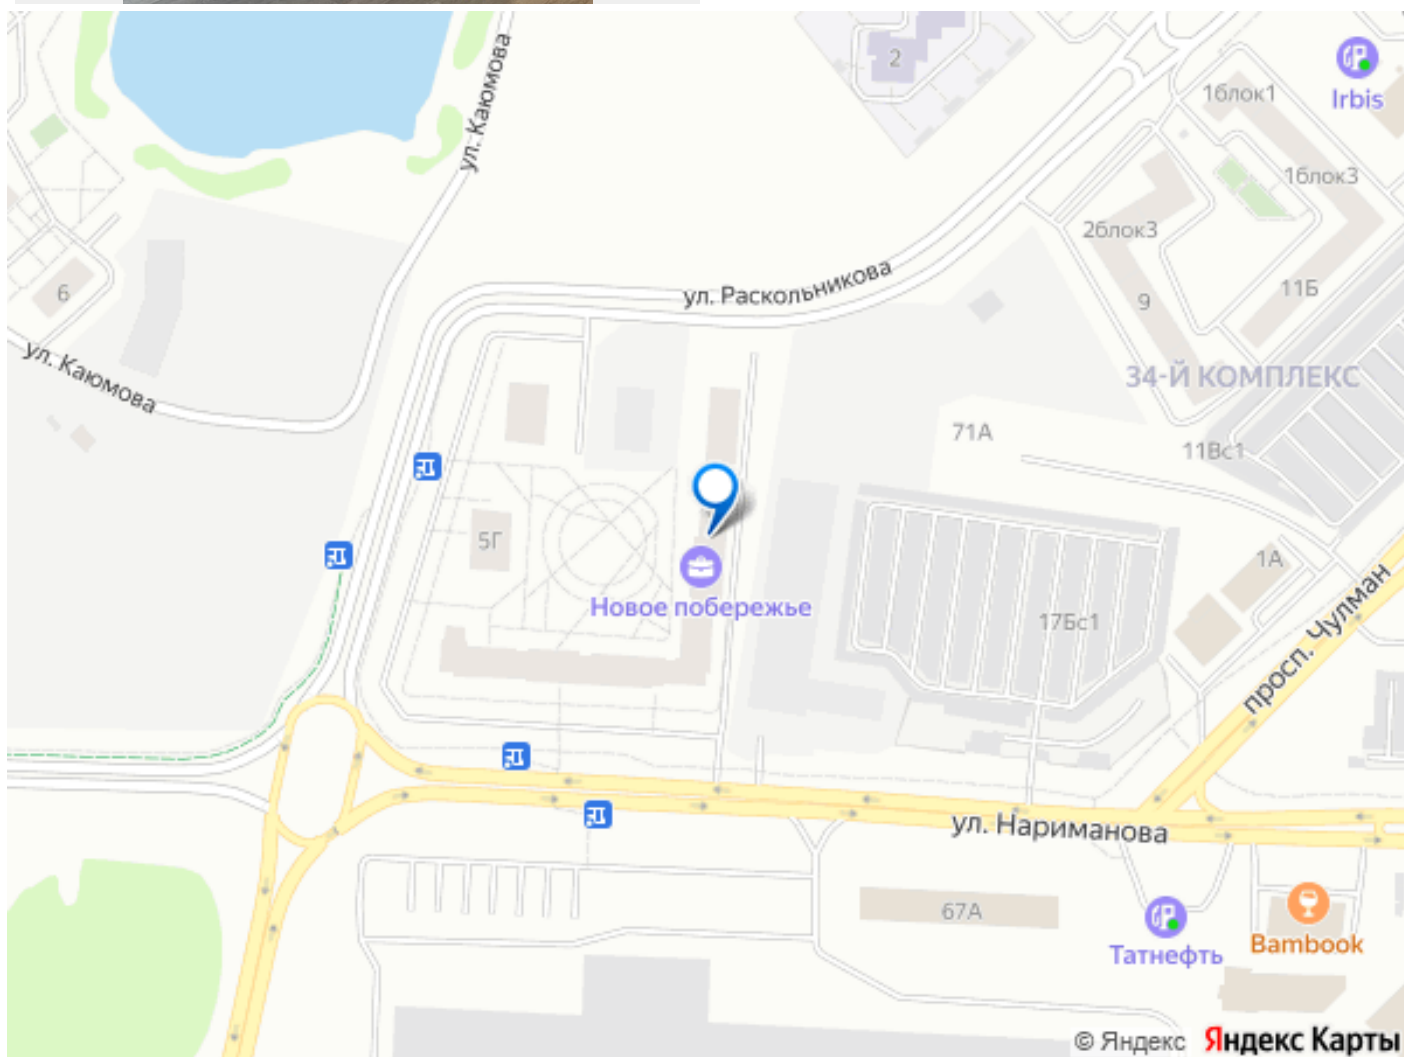 ул. Каюмова
2
1блок1
Irbis
1блок3
2блок3
6
ул. Раскольникова
9
11Б
ул. Каюмова
34-Й КОМПЛЕКС
71А
11Вс1
5Г
1А
Новое побережье
17Бс1
просп. Чулман
ул. Нариманова
67А
Татнефть
Bambook
© Яндекс Яндекс Карты